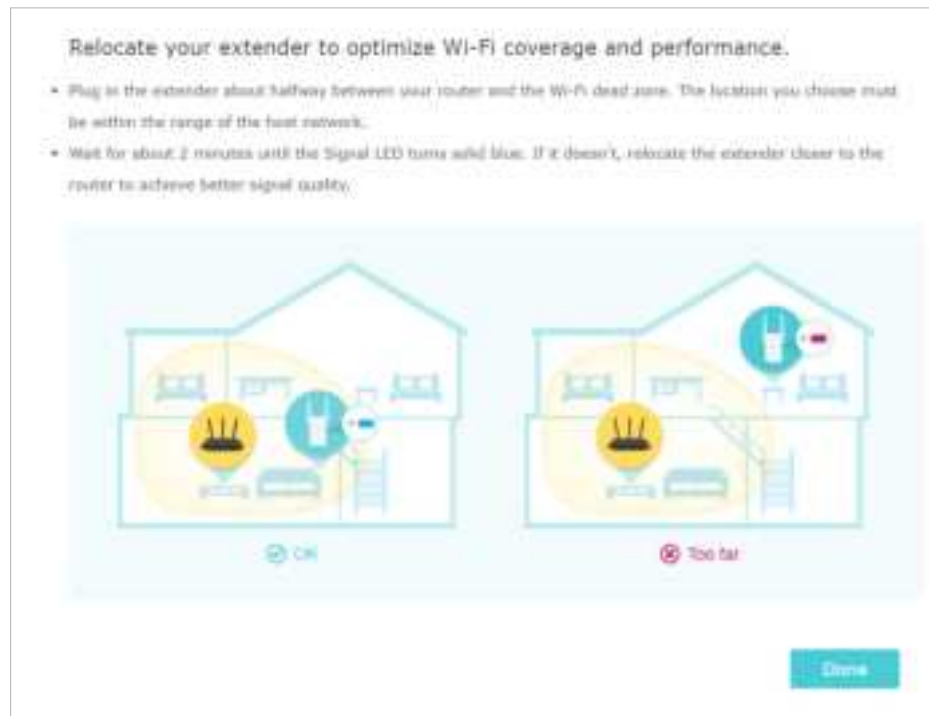 Relocate your extender to optimize Wi-Fi coverage and performance.
• Plug in the extender about halfway between your router and the Wi-Fi dead zone. The location you choose must
be within the range of the host network.
• Wait for about 2 minutes until the Signal LED turns solid blue. If it doesn't, relocate the extender closer to the
router to achieve better signal quality.
OK
Too far
Done